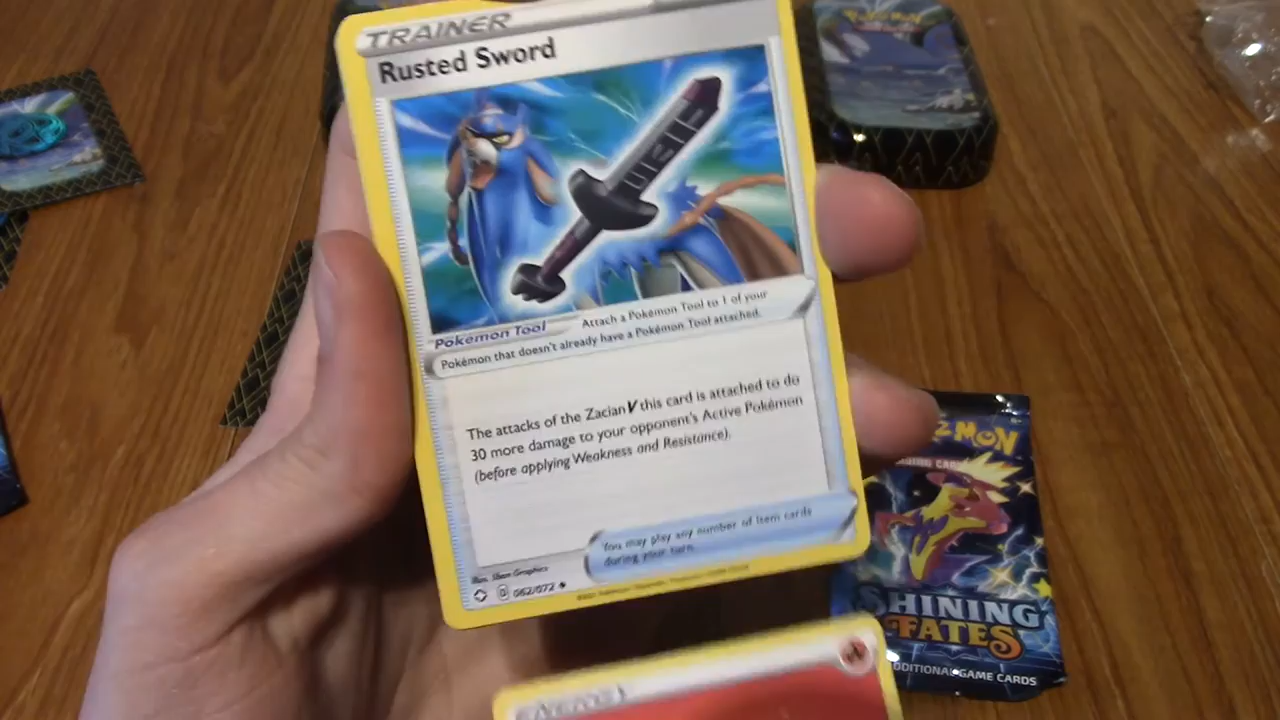 TRAINER
Rusted Sword
Pokémon Tool
Attach a Pokémon Tool to 1 of your
Pokémon that doesn't already have a Pokémon Tool attached.
The attacks of the Zacian V this card is attached to do
30 more damage to your opponent's Active Pokémon
(before applying Weakness and Resistance).
You may play any number of Item cards
during your turn.
062/072
ENERGY
POKÉMON
SHINING
FATES
ADDITIONAL GAME CARDS